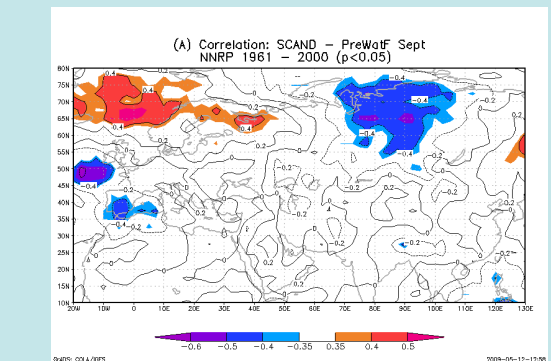 (A) Correlation: SCAND - PreWatF Sept
NNRP 1961 - 2000 (p<0.05)
80N
75N
70N
65N
60N
55N
50N
45N
40N
35N
30N
25N
20N
15N
10N
20W 10W 0 10E 20E 30E 40E 50E 60E 70E 80E 90E 100E 110E 120E 130E
-0.6 -0.5 -0.4 -0.35 0.35 0.4 0.5
GrADS: COLA/IGES
2009-05-12-17:58